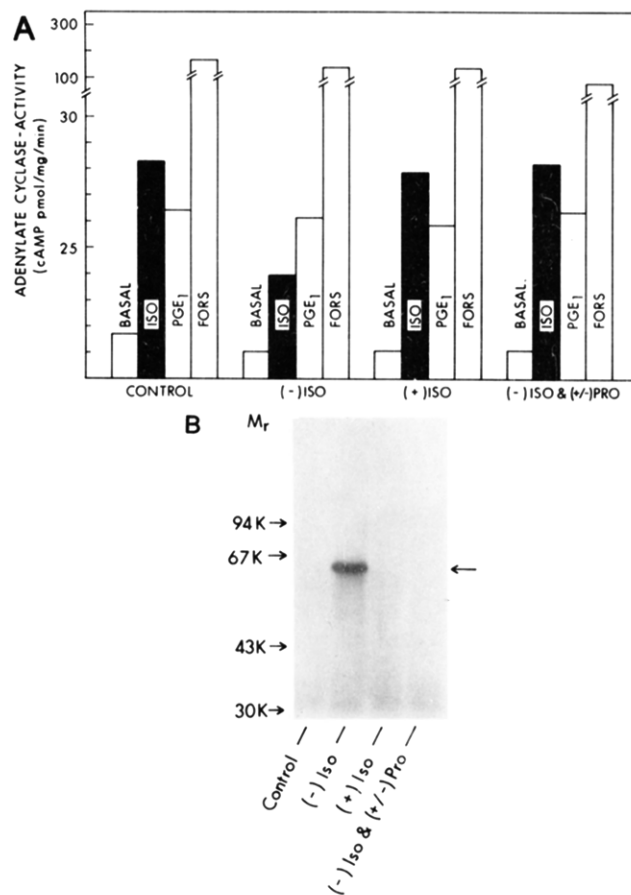 A
ADENYLATE CYCLASE-ACTIVITY
(cAMP pmol/mg/min)
300
100
30
25
BASAL
ISO
PGE1
FORS
BASAL
ISO
PGE1
FORS
BASAL
ISO
PGE1
FORS
BASAL.
ISO
PGE1
FORS
CONTROL
(-)ISO
(+)ISO
(-)ISO & (+/-)PRO
B
Mr
94K→
67K→
43K→
30K→
←
Control
(-) Iso
(+) Iso
(-) Iso & (+/-) Pro